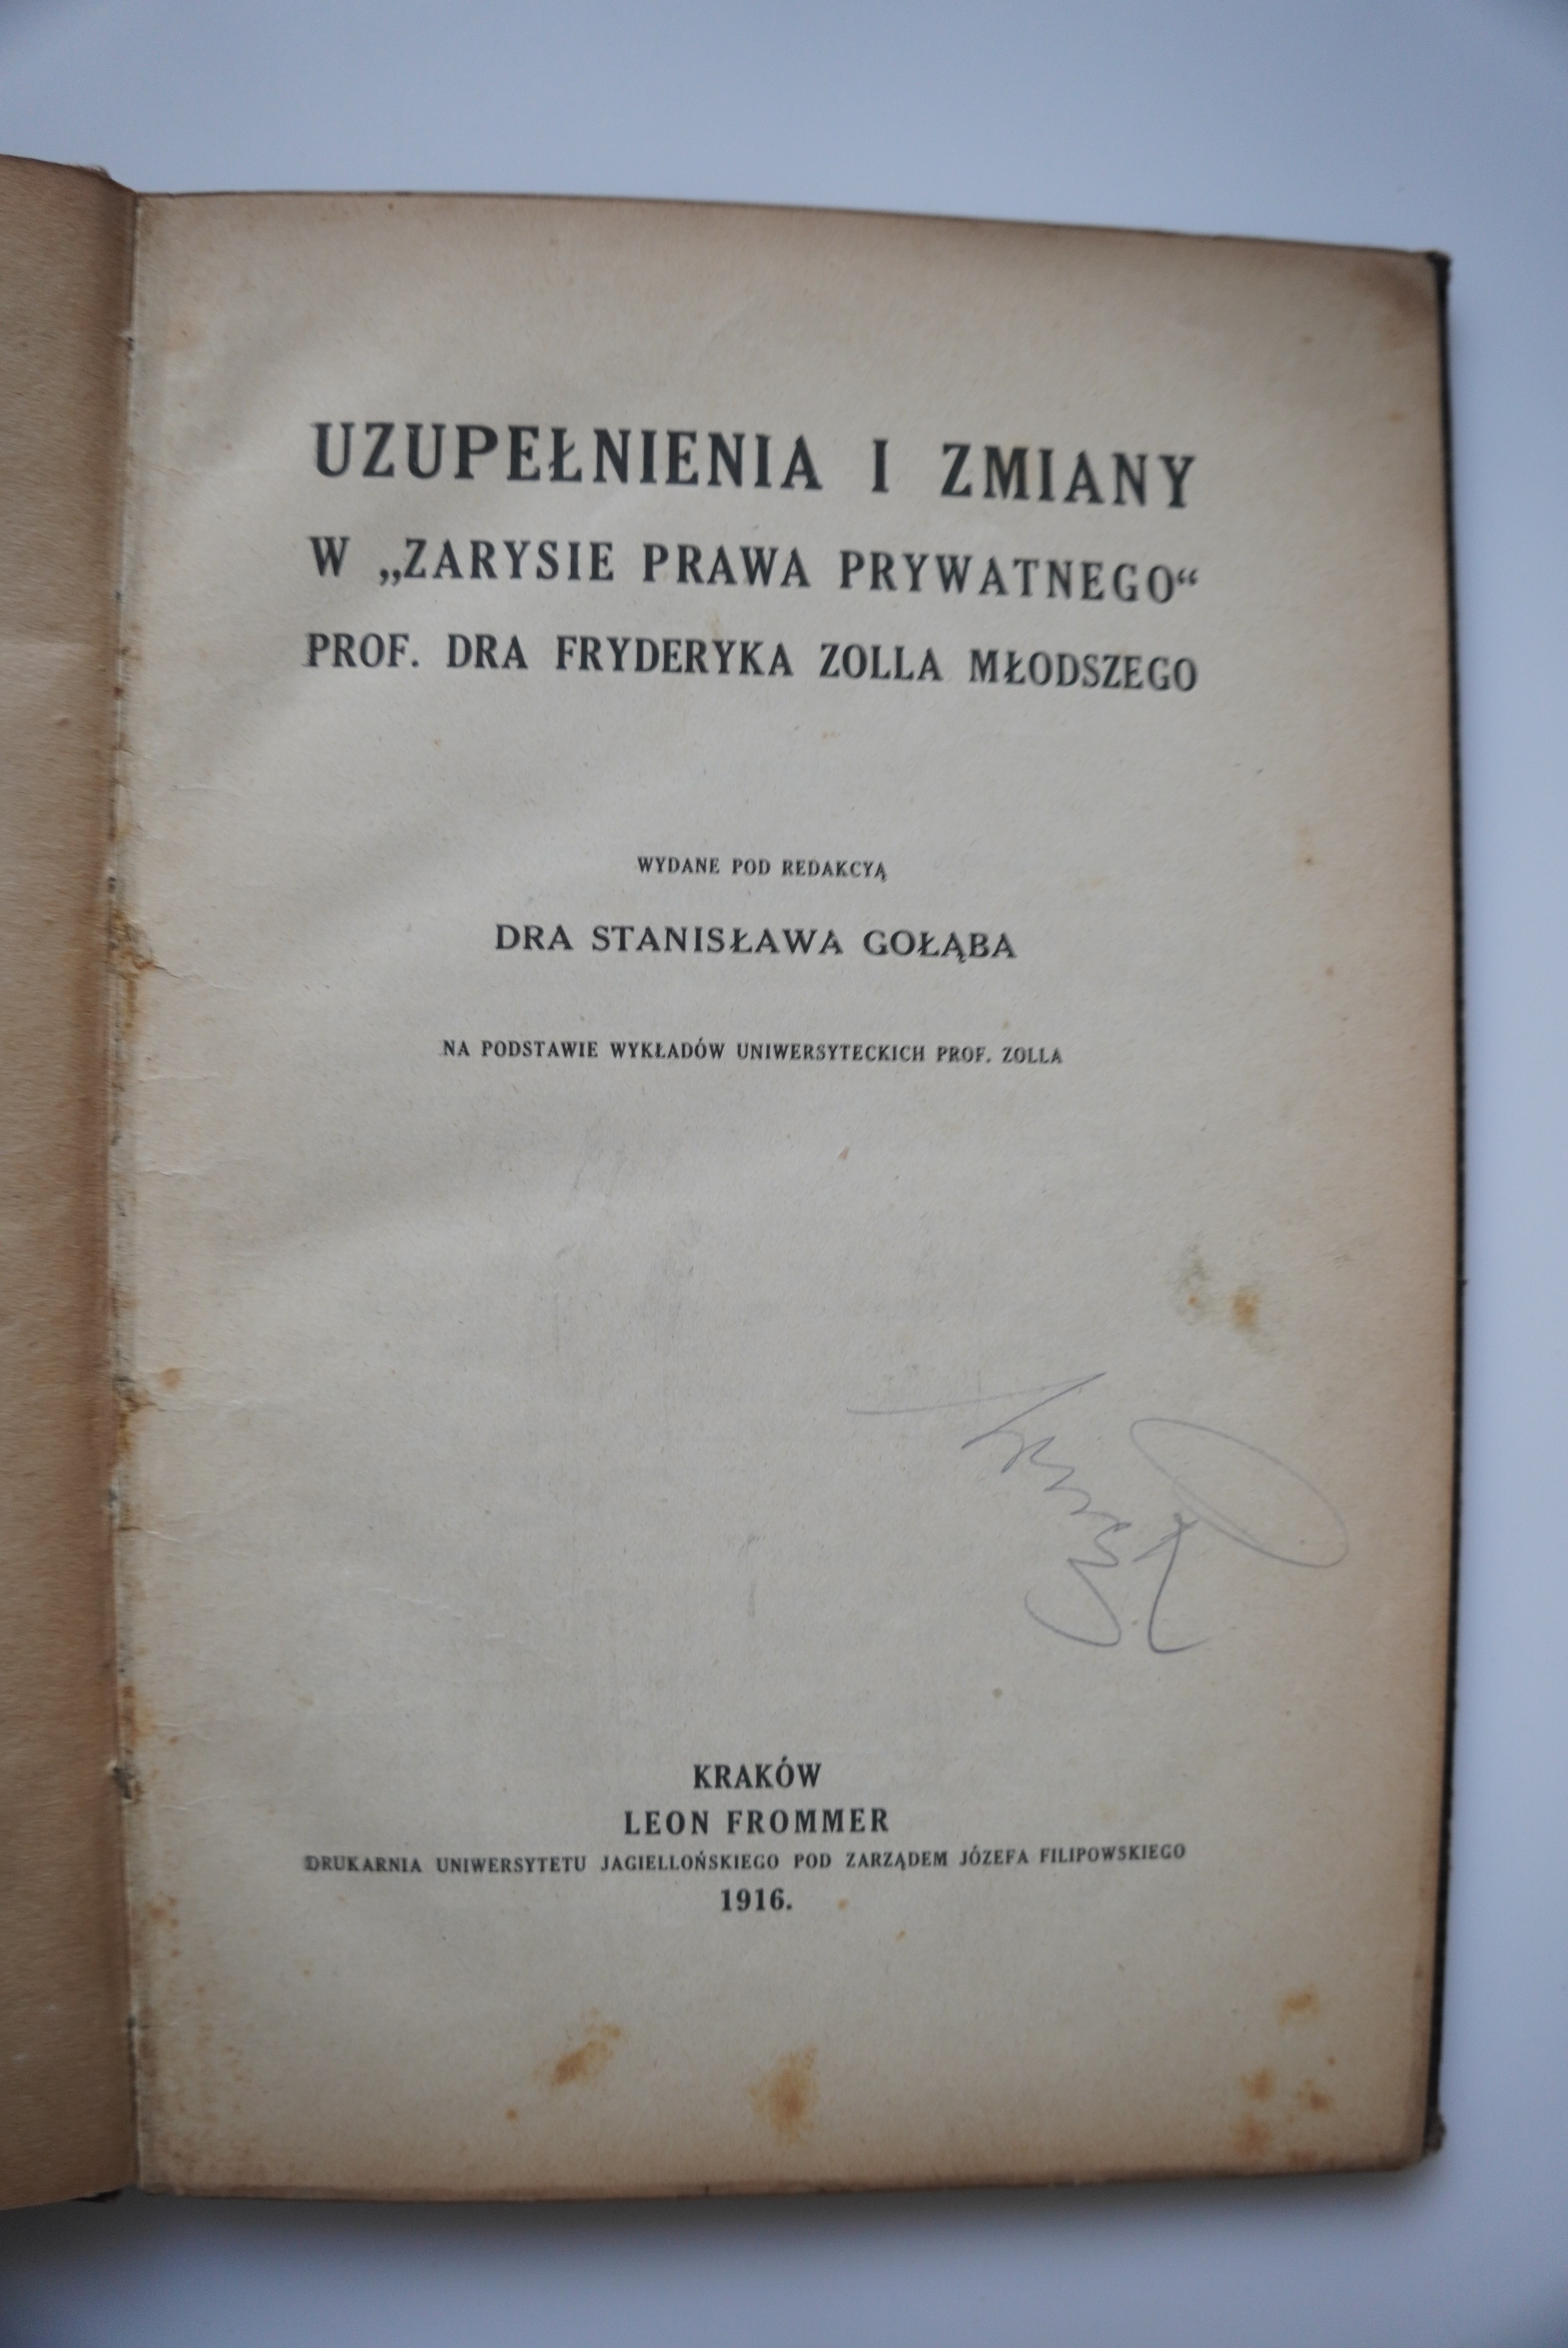 UZUPEŁNIENIA I ZMIANY
W „ZARYSIE PRAWA PRYWATNEGO“
PROF. DRA FRYDERYKA ZOLLA MŁODSZEGO
WYDANE POD REDAKCYĄ
DRA STANISŁAWA GOŁĄBA
NA PODSTAWIE WYKŁADÓW UNIWERSYTECKICH PROF. ZOLLA
KRAKÓW
LEON FROMMER
DRUKARNIA UNIWERSYTETU JAGIELLOŃSKIEGO POD ZARZĄDEM JÓZEFA FILIPOWSKIEGO
1916.